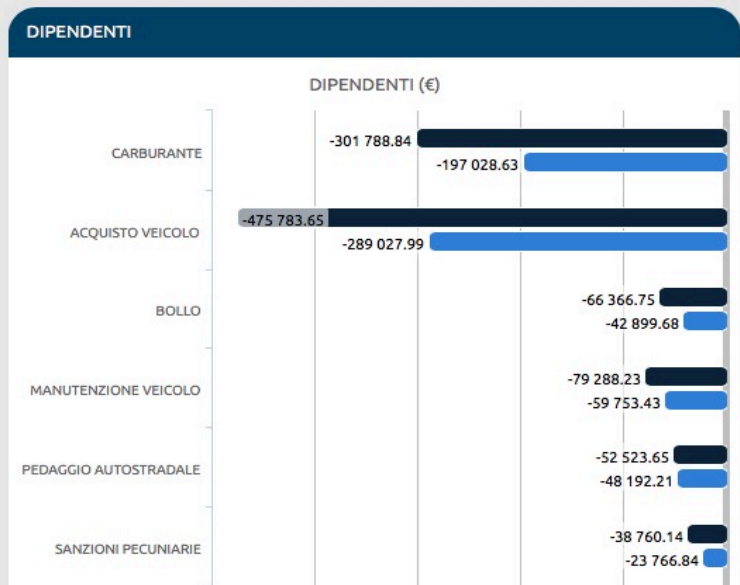 DIPENDENTI
DIPENDENTI (€)
CARBURANTE
-301 788.84
-197 028.63
ACQUISTO VEICOLO
-475 783.65
-289 027.99
BOLLO
-66 366.75
-42 899.68
MANUTENZIONE VEICOLO
-79 288.23
-59 753.43
PEDAGGIO AUTOSTRADALE
-52 523.65
-48 192.21
SANZIONI PECUNIARIE
-38 760.14
-23 766.84